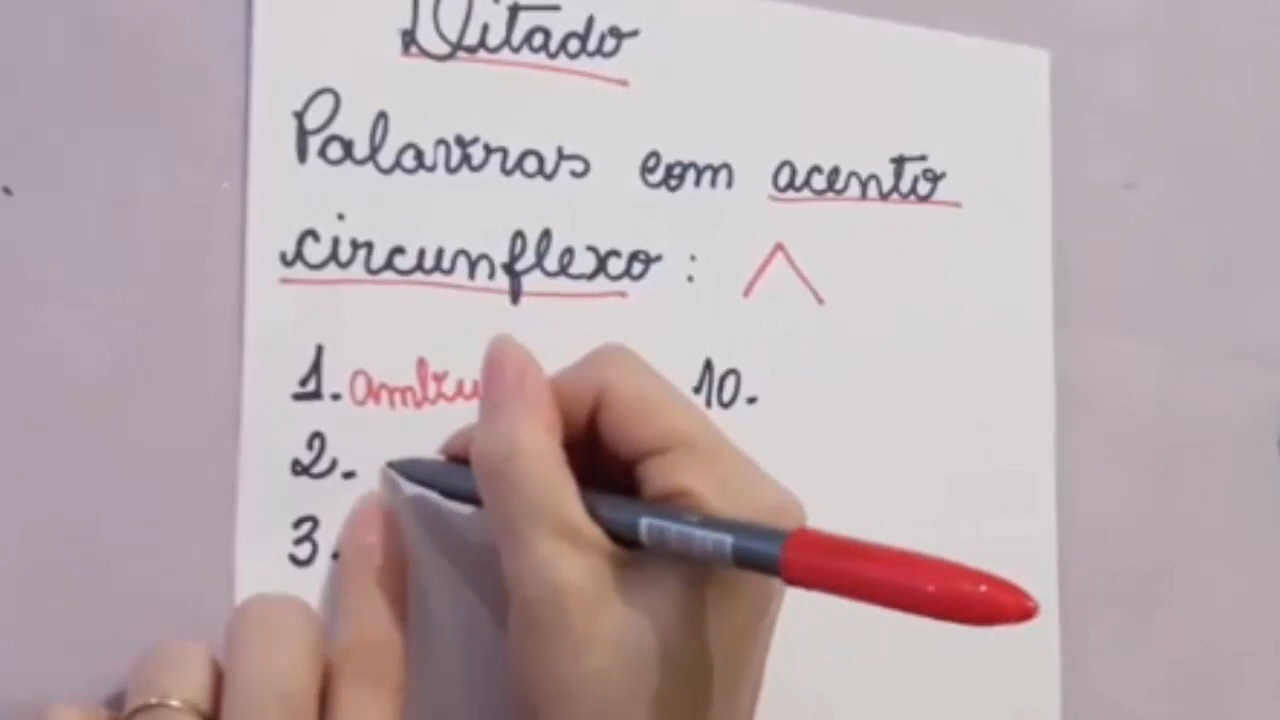 Ditado
Palavras com acento
circunflexo: ^
1. 10.
2.
3.